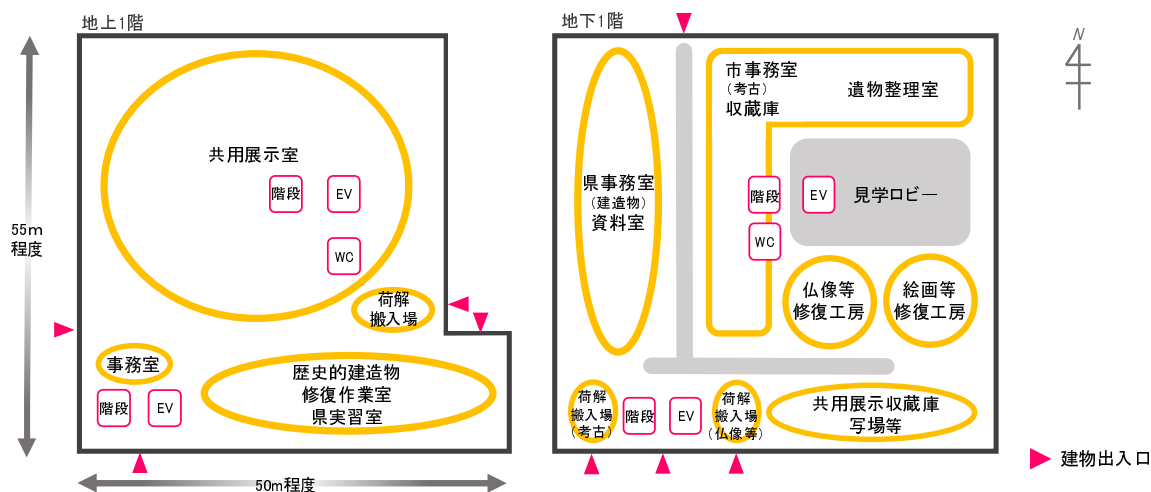 地上1階
共用展示室
階段
EV
WC
荷解
搬入場
事務室
階段
EV
歴史的建造物
修復作業室
県実習室
55m
程度
50m程度
地下1階
県事務室
(建造物)
資料室
市事務室
(考古)
収蔵庫
遺物整理室
階段
EV
見学ロビー
WC
仏像等
修復工房
絵画等
修復工房
荷解
搬入場
(考古)
階段
EV
荷解
搬入場
(仏像等)
共用展示収蔵庫
写場等
N
建物出入口